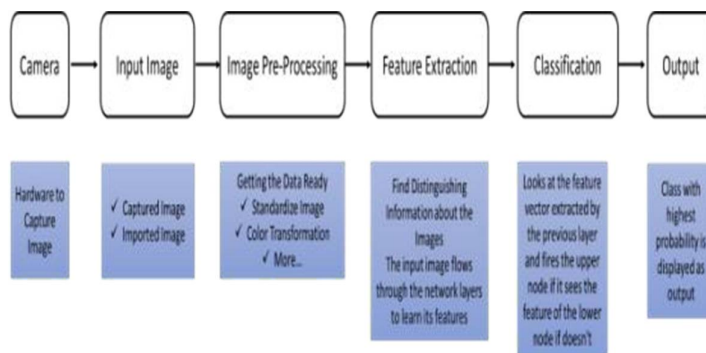 Camera
Input Image
Image Pre-Processing
Feature Extraction
Classification
Output
Hardware to
Capture
Image
✓ Captured Image
✓ Imported Image
Getting the Data Ready
✓ Standardize Image
✓ Color Transformation
✓ More...
Find Distinguishing
Information about the
Images
The input image flows
through the network layers
to learn its features
Looks at the feature
vector extracted by
the previous layer
and fires the upper
node if it sees the
feature of the lower
node if doesn't
Class with
highest
probability is
displayed as
output